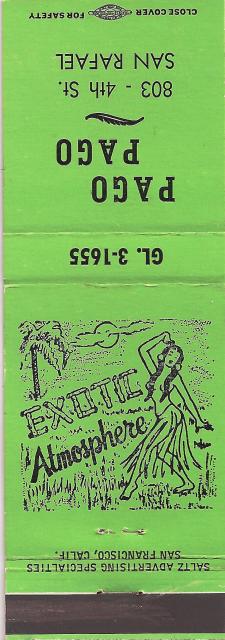 CLOSE COVER FOR SAFETY
PAGO
PAGO
803 - 4th St.
SAN RAFAEL
GL. 3-1655
EXOTIC
Atmosphere
SALTZ ADVERTISING SPECIALTIES
SAN FRANCISCO, CALIF.